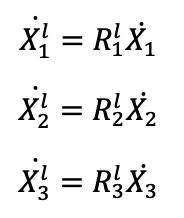 Ẋ₁ˡ = R₁ˡẊ₁
Ẋ₂ˡ = R₂ˡẊ₂
Ẋ₃ˡ = R₃ˡẊ₃